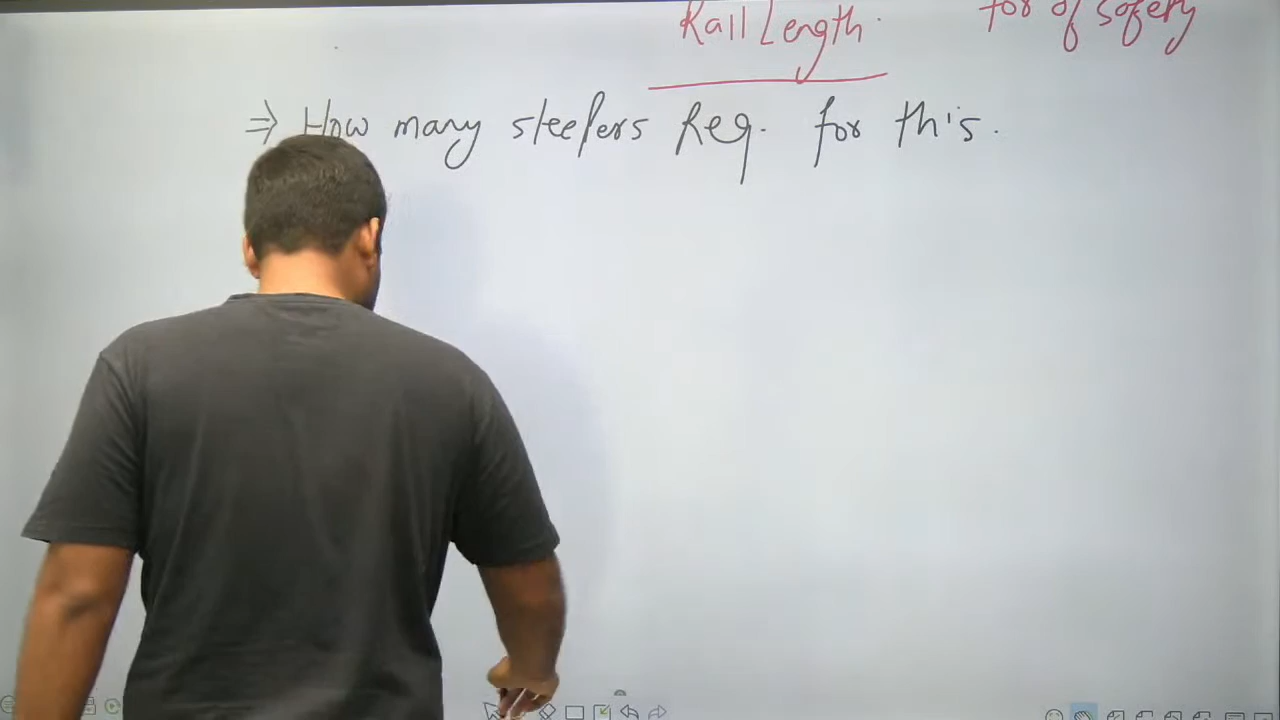 Rail Length.
for of safety
⇒ How many sleepers Req. for this.